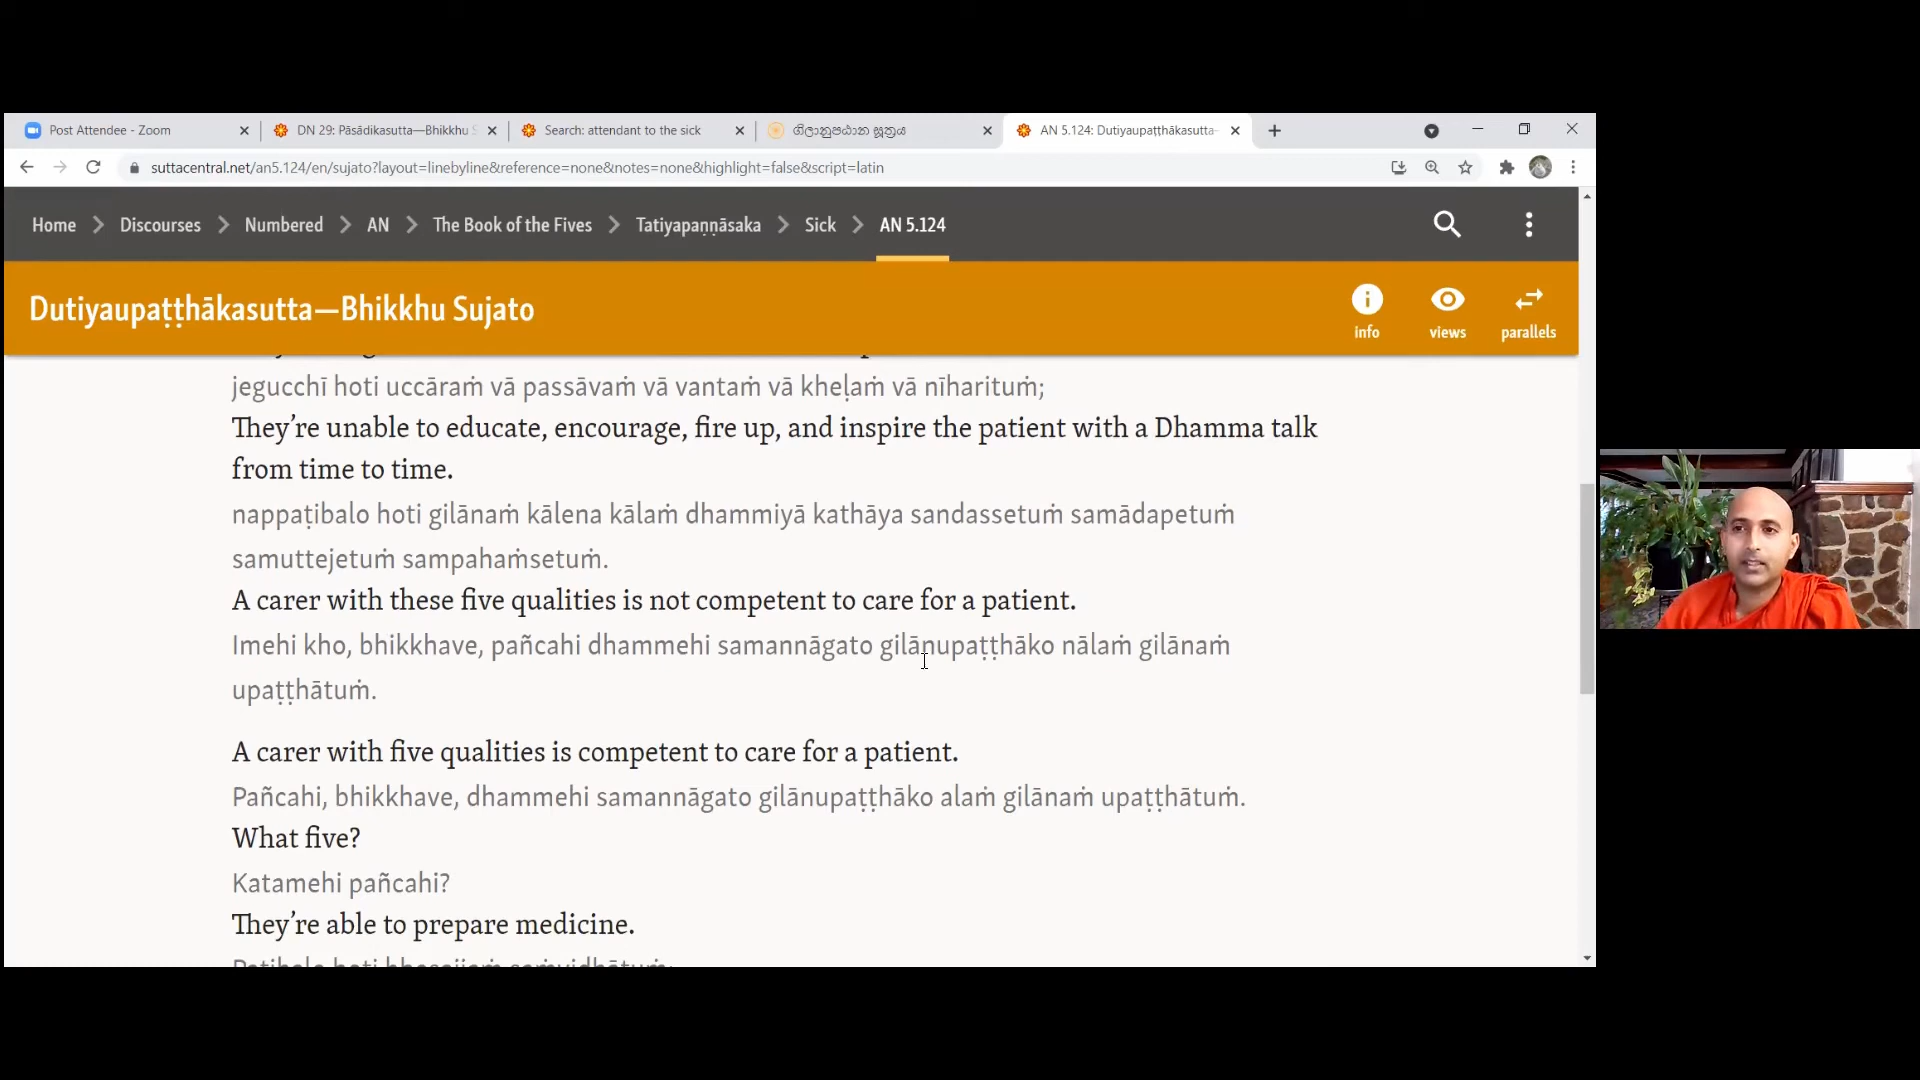 Post Attendee - Zoom
DN 29: Pāsādikasutta—Bhikkhu S
Search: attendant to the sick
ගිලානුපඨාන සූත්‍රය
AN 5.124: Dutiyaupaṭṭhākasutta-
suttacentral.net/an5.124/en/sujato?layout=linebyline&reference=none&notes=none&highlight=false&script=latin
Home > Discourses > Numbered > AN > The Book of the Fives > Tatiyapaṇṇāsaka > Sick > AN 5.124
Dutiyaupaṭṭhākasutta—Bhikkhu Sujato
info
views
parallels
jegucchī hoti uccāraṁ vā passāvaṁ vā vantaṁ vā kheḷaṁ vā nīharituṁ;
They’re unable to educate, encourage, fire up, and inspire the patient with a Dhamma talk
from time to time.
nappaṭibalo hoti gilānaṁ kālena kālaṁ dhammiyā kathāya sandassetuṁ samādapetuṁ
samuttejetuṁ sampahaṁsetuṁ.
A carer with these five qualities is not competent to care for a patient.
Imehi kho, bhikkhave, pañcahi dhammehi samannāgato gilānupaṭṭhāko nālaṁ gilānaṁ
upaṭṭhātuṁ.
A carer with five qualities is competent to care for a patient.
Pañcahi, bhikkhave, dhammehi samannāgato gilānupaṭṭhāko alaṁ gilānaṁ upaṭṭhātuṁ.
What five?
Katamehi pañcahi?
They’re able to prepare medicine.